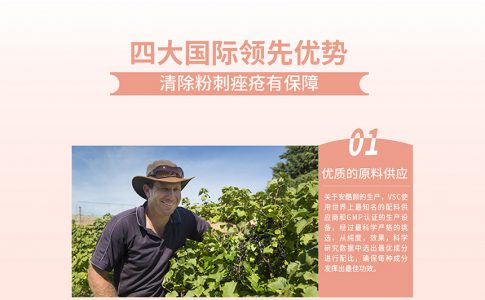 四大国际领先优势
清除粉刺痤疮有保障
01
优质的原料供应
关于安酷颜的生产，VSC使
用世界上最知名的配料供
应商和GMP认证的生产设
备，经过最科学严格的挑
选，从纯度，效果，科学
研究数据中选出最优成分
进行配比，确保每种成分
发挥出最佳功效。